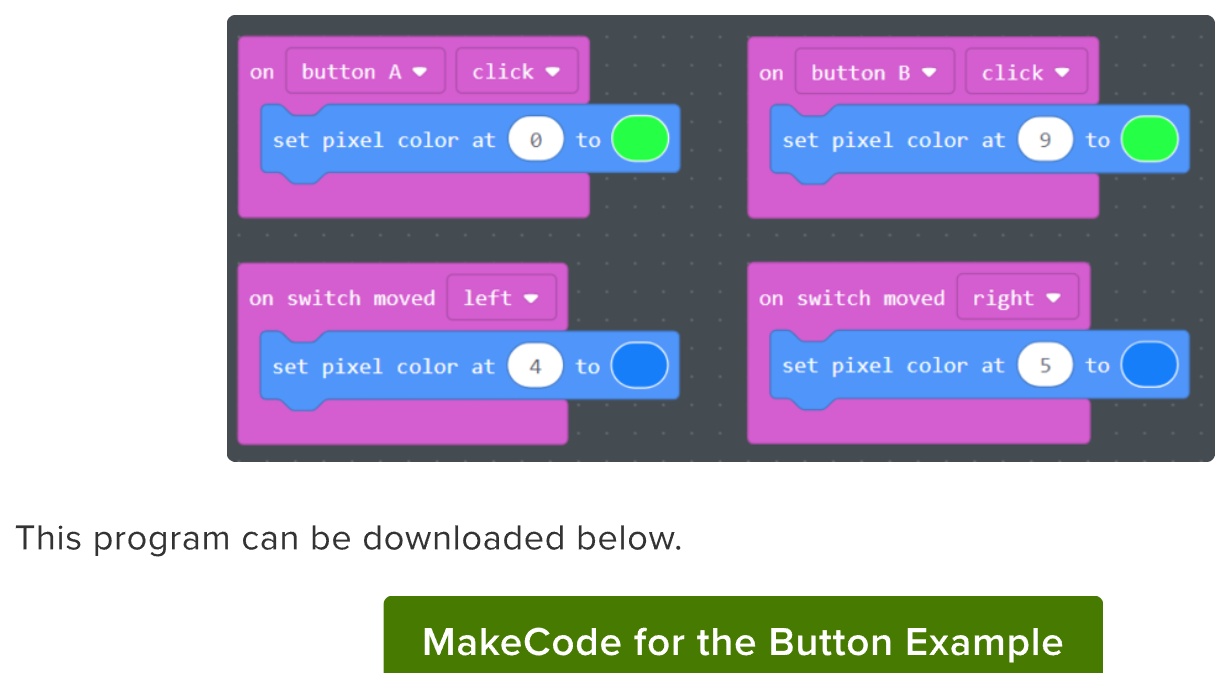 on button A click
set pixel color at 0 to
on button B click
set pixel color at 9 to
on switch moved left
set pixel color at 4 to
on switch moved right
set pixel color at 5 to
This program can be downloaded below.
MakeCode for the Button Example